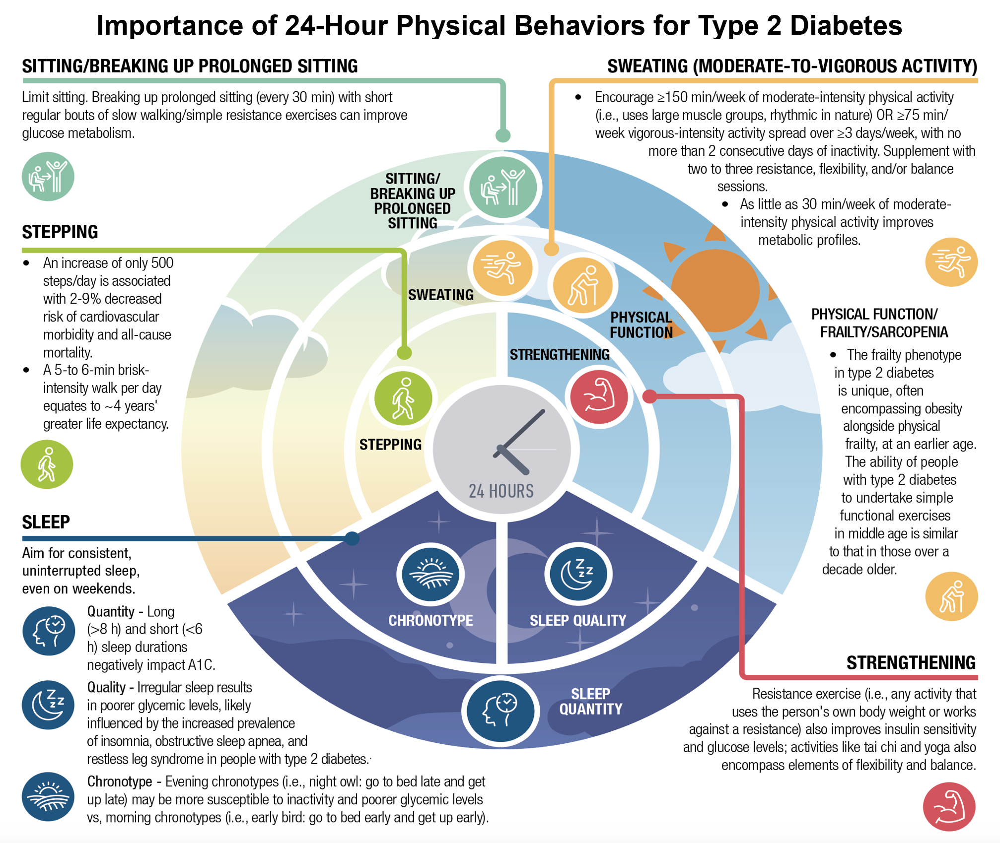 Importance of 24-Hour Physical Behaviors for Type 2 Diabetes
SITTING/BREAKING UP PROLONGED SITTING
Limit sitting. Breaking up prolonged sitting (every 30 min) with short
regular bouts of slow walking/simple resistance exercises can improve
glucose metabolism.
SWEATING (MODERATE-TO-VIGOROUS ACTIVITY)
• Encourage ≥150 min/week of moderate-intensity physical activity
(i.e., uses large muscle groups, rhythmic in nature) OR ≥75 min/
week vigorous-intensity activity spread over ≥3 days/week, with no
more than 2 consecutive days of inactivity. Supplement with
two to three resistance, flexibility, and/or balance
sessions.
• As little as 30 min/week of moderate-
intensity physical activity improves
metabolic profiles.
STEPPING
• An increase of only 500
steps/day is associated
with 2-9% decreased
risk of cardiovascular
morbidity and all-cause
mortality.
• A 5-to 6-min brisk-
intensity walk per day
equates to ~4 years'
greater life expectancy.
SITTING/
BREAKING UP
PROLONGED
SITTING
SWEATING
PHYSICAL
FUNCTION
STRENGTHENING
STEPPING
24 HOURS
CHRONOTYPE
SLEEP QUALITY
SLEEP
QUANTITY
PHYSICAL FUNCTION/
FRAILTY/SARCOPENIA
• The frailty phenotype
in type 2 diabetes
is unique, often
encompassing obesity
alongside physical
frailty, at an earlier age.
The ability of people
with type 2 diabetes
to undertake simple
functional exercises
in middle age is similar
to that in those over a
decade older.
SLEEP
Aim for consistent,
uninterrupted sleep,
even on weekends.
Quantity - Long
(>8 h) and short (<6
h) sleep durations
negatively impact A1C.
Quality - Irregular sleep results
in poorer glycemic levels, likely
influenced by the increased prevalence
of insomnia, obstructive sleep apnea, and
restless leg syndrome in people with type 2 diabetes.
Chronotype - Evening chronotypes (i.e., night owl: go to bed late and get
up late) may be more susceptible to inactivity and poorer glycemic levels
vs, morning chronotypes (i.e., early bird: go to bed early and get up early).
STRENGTHENING
Resistance exercise (i.e., any activity that
uses the person's own body weight or works
against a resistance) also improves insulin sensitivity
and glucose levels; activities like tai chi and yoga also
encompass elements of flexibility and balance.
Z
z
Z
Z
z
Z